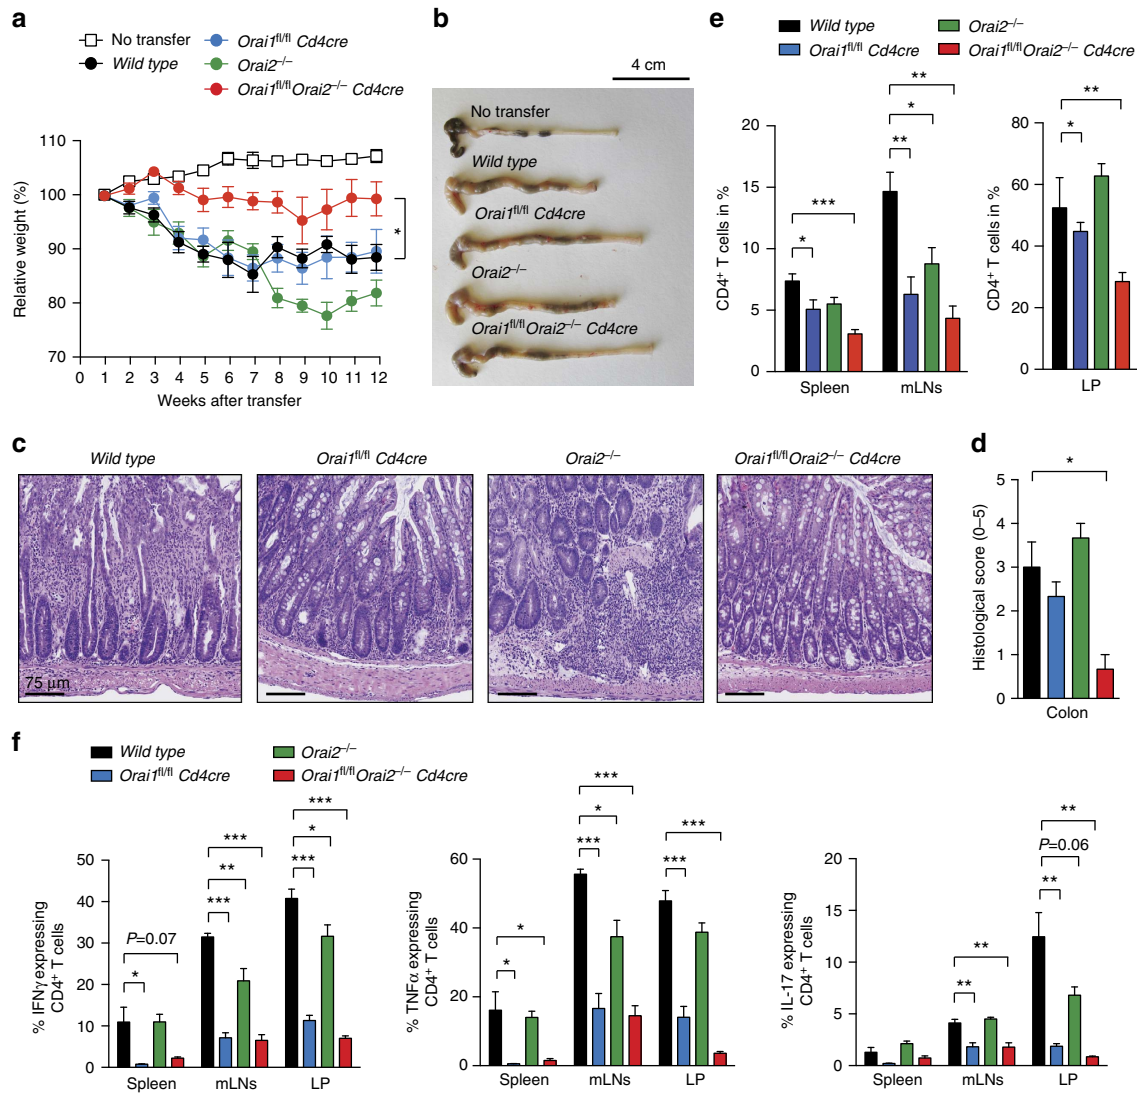 a
No transfer
Wild type
Orai1fl/fl Cd4cre
Orai2–/–
Orai1fl/flOrai2–/– Cd4cre
Relative weight (%)
110
100
90
80
70
*
0 1 2 3 4 5 6 7 8 9 10 11 12
Weeks after transfer
b
4 cm
No transfer
Wild type
Orai1fl/fl Cd4cre
Orai2–/–
Orai1fl/flOrai2–/– Cd4cre
e
Wild type
Orai1fl/fl Cd4cre
Orai2–/–
Orai1fl/flOrai2–/– Cd4cre
CD4+ T cells in %
20
15
10
5
0
*
***
**
*
**
Spleen mLNs
CD4+ T cells in %
80
60
40
20
0
*
**
LP
c
Wild type
Orai1fl/fl Cd4cre
Orai2–/–
Orai1fl/flOrai2–/– Cd4cre
75 μm
d
Histological score (0–5)
5
4
3
2
1
0
*
Colon
f
Wild type
Orai1fl/fl Cd4cre
Orai2–/–
Orai1fl/flOrai2–/– Cd4cre
% IFNγ expressing
CD4+ T cells
50
40
30
20
10
0
P=0.07
*
***
**
***
***
*
***
Spleen mLNs LP
% TNFα expressing
CD4+ T cells
60
40
20
0
*
*
***
*
***
***
***
Spleen mLNs LP
% IL-17 expressing
CD4+ T cells
20
15
10
5
0
**
**
**
P=0.06
**
Spleen mLNs LP